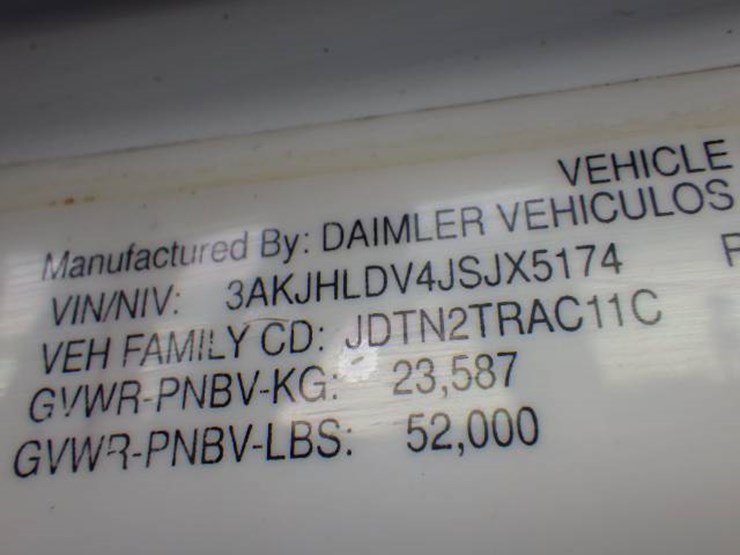 VEHICLE
Manufactured By: DAIMLER VEHICULOS
VIN/NIV: 3AKJHLDV4JSJX5174
VEH FAMILY CD: JDTN2TRAC11C
GVWR-PNBV-KG: 23,587
GVWR-PNBV-LBS: 52,000